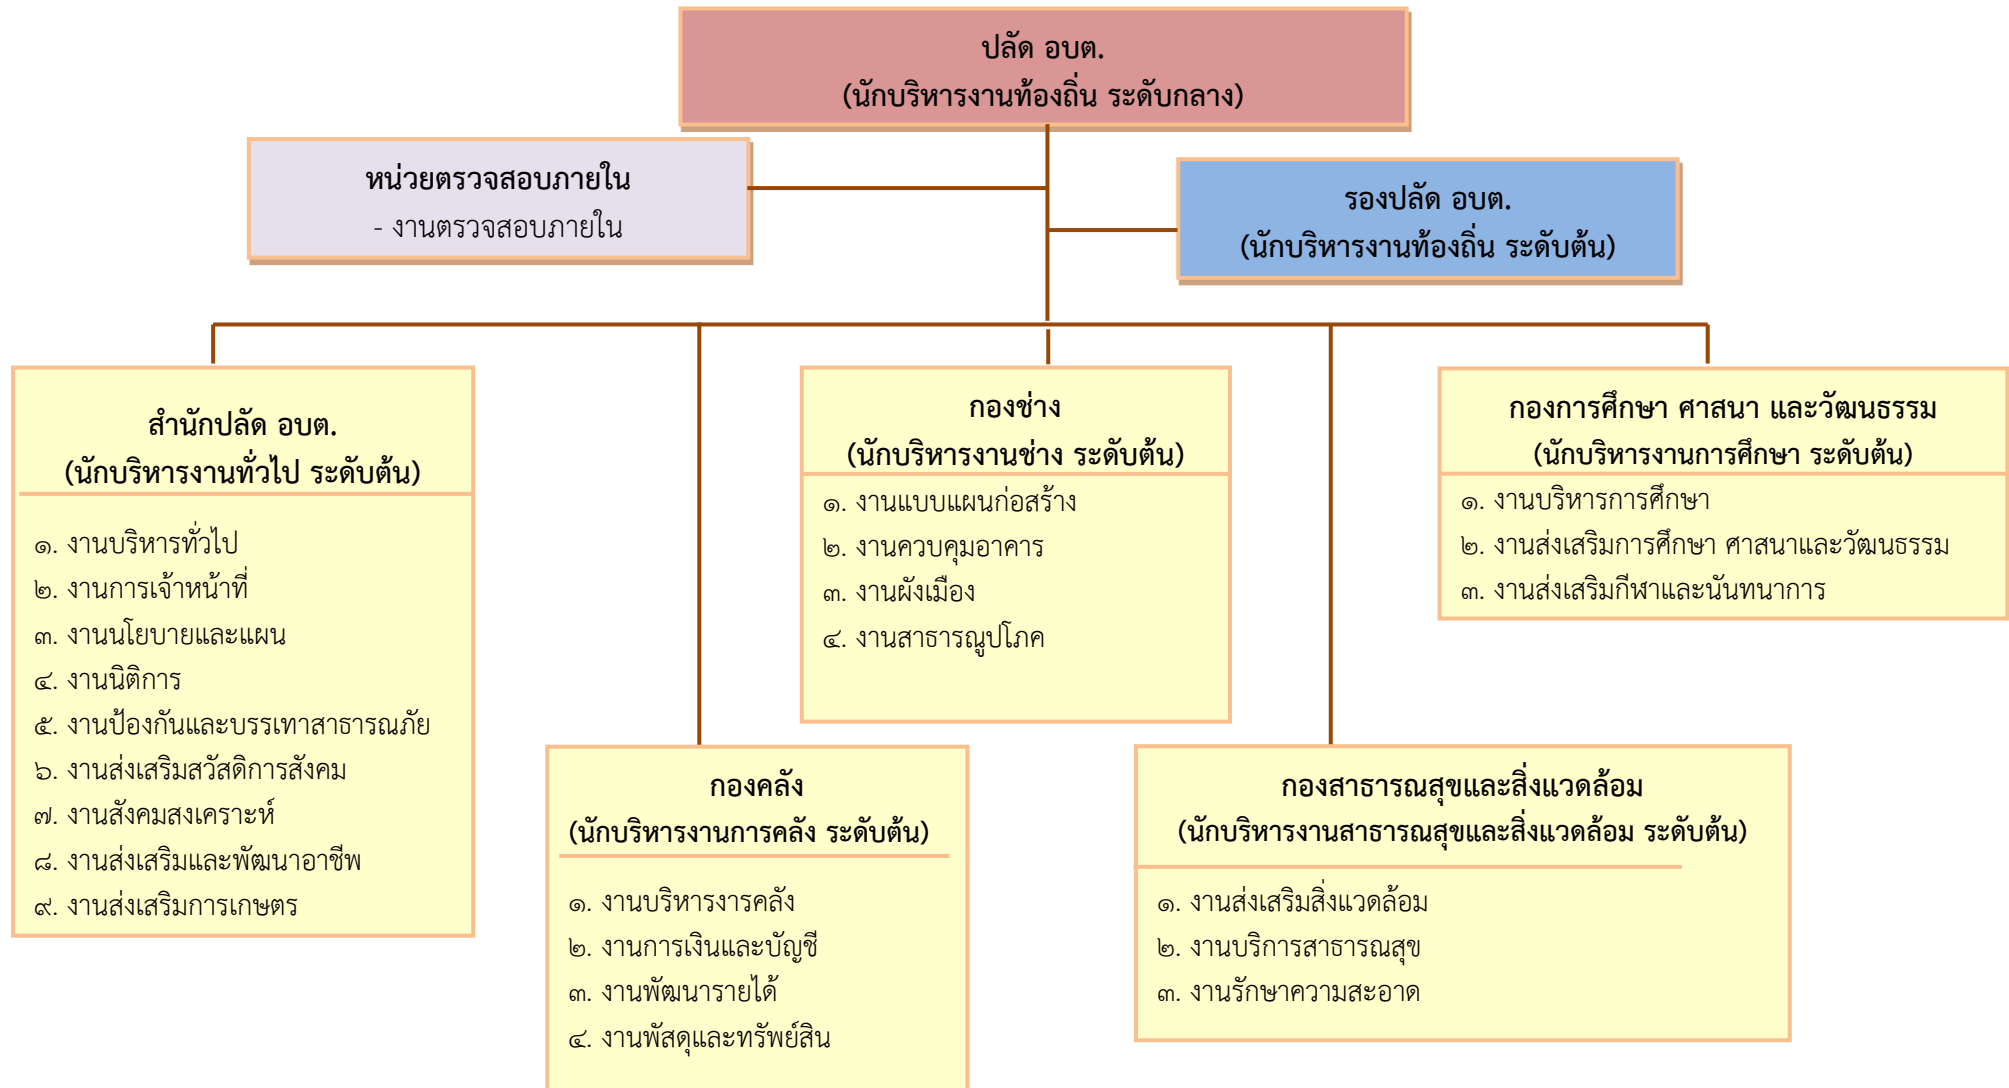 ปลัด อบต.
(นักบริหารงานท้องถิ่น ระดับกลาง)
หน่วยตรวจสอบภายใน
- งานตรวจสอบภายใน
รองปลัด อบต.
(นักบริหารงานท้องถิ่น ระดับต้น)
สำนักปลัด อบต.
(นักบริหารงานทั่วไป ระดับต้น)
๑. งานบริหารทั่วไป
๒. งานการเจ้าหน้าที่
๓. งานนโยบายและแผน
๔. งานนิติการ
๕. งานป้องกันและบรรเทาสาธารณภัย
๖. งานส่งเสริมสวัสดิการสังคม
๗. งานสังคมสงเคราะห์
๘. งานส่งเสริมและพัฒนาอาชีพ
๙. งานส่งเสริมการเกษตร
กองคลัง
(นักบริหารงานการคลัง ระดับต้น)
๑. งานบริหารงารคลัง
๒. งานการเงินและบัญชี
๓. งานพัฒนารายได้
๔. งานพัสดุและทรัพย์สิน
กองช่าง
(นักบริหารงานช่าง ระดับต้น)
๑. งานแบบแผนก่อสร้าง
๒. งานควบคุมอาคาร
๓. งานผังเมือง
๔. งานสาธารณูปโภค
กองสาธารณสุขและสิ่งแวดล้อม
(นักบริหารงานสาธารณสุขและสิ่งแวดล้อม ระดับต้น)
๑. งานส่งเสริมสิ่งแวดล้อม
๒. งานบริการสาธารณสุข
๓. งานรักษาความสะอาด
กองการศึกษา ศาสนา และวัฒนธรรม
(นักบริหารงานการศึกษา ระดับต้น)
๑. งานบริหารการศึกษา
๒. งานส่งเสริมการศึกษา ศาสนาและวัฒนธรรม
๓. งานส่งเสริมกีฬาและนันทนาการ